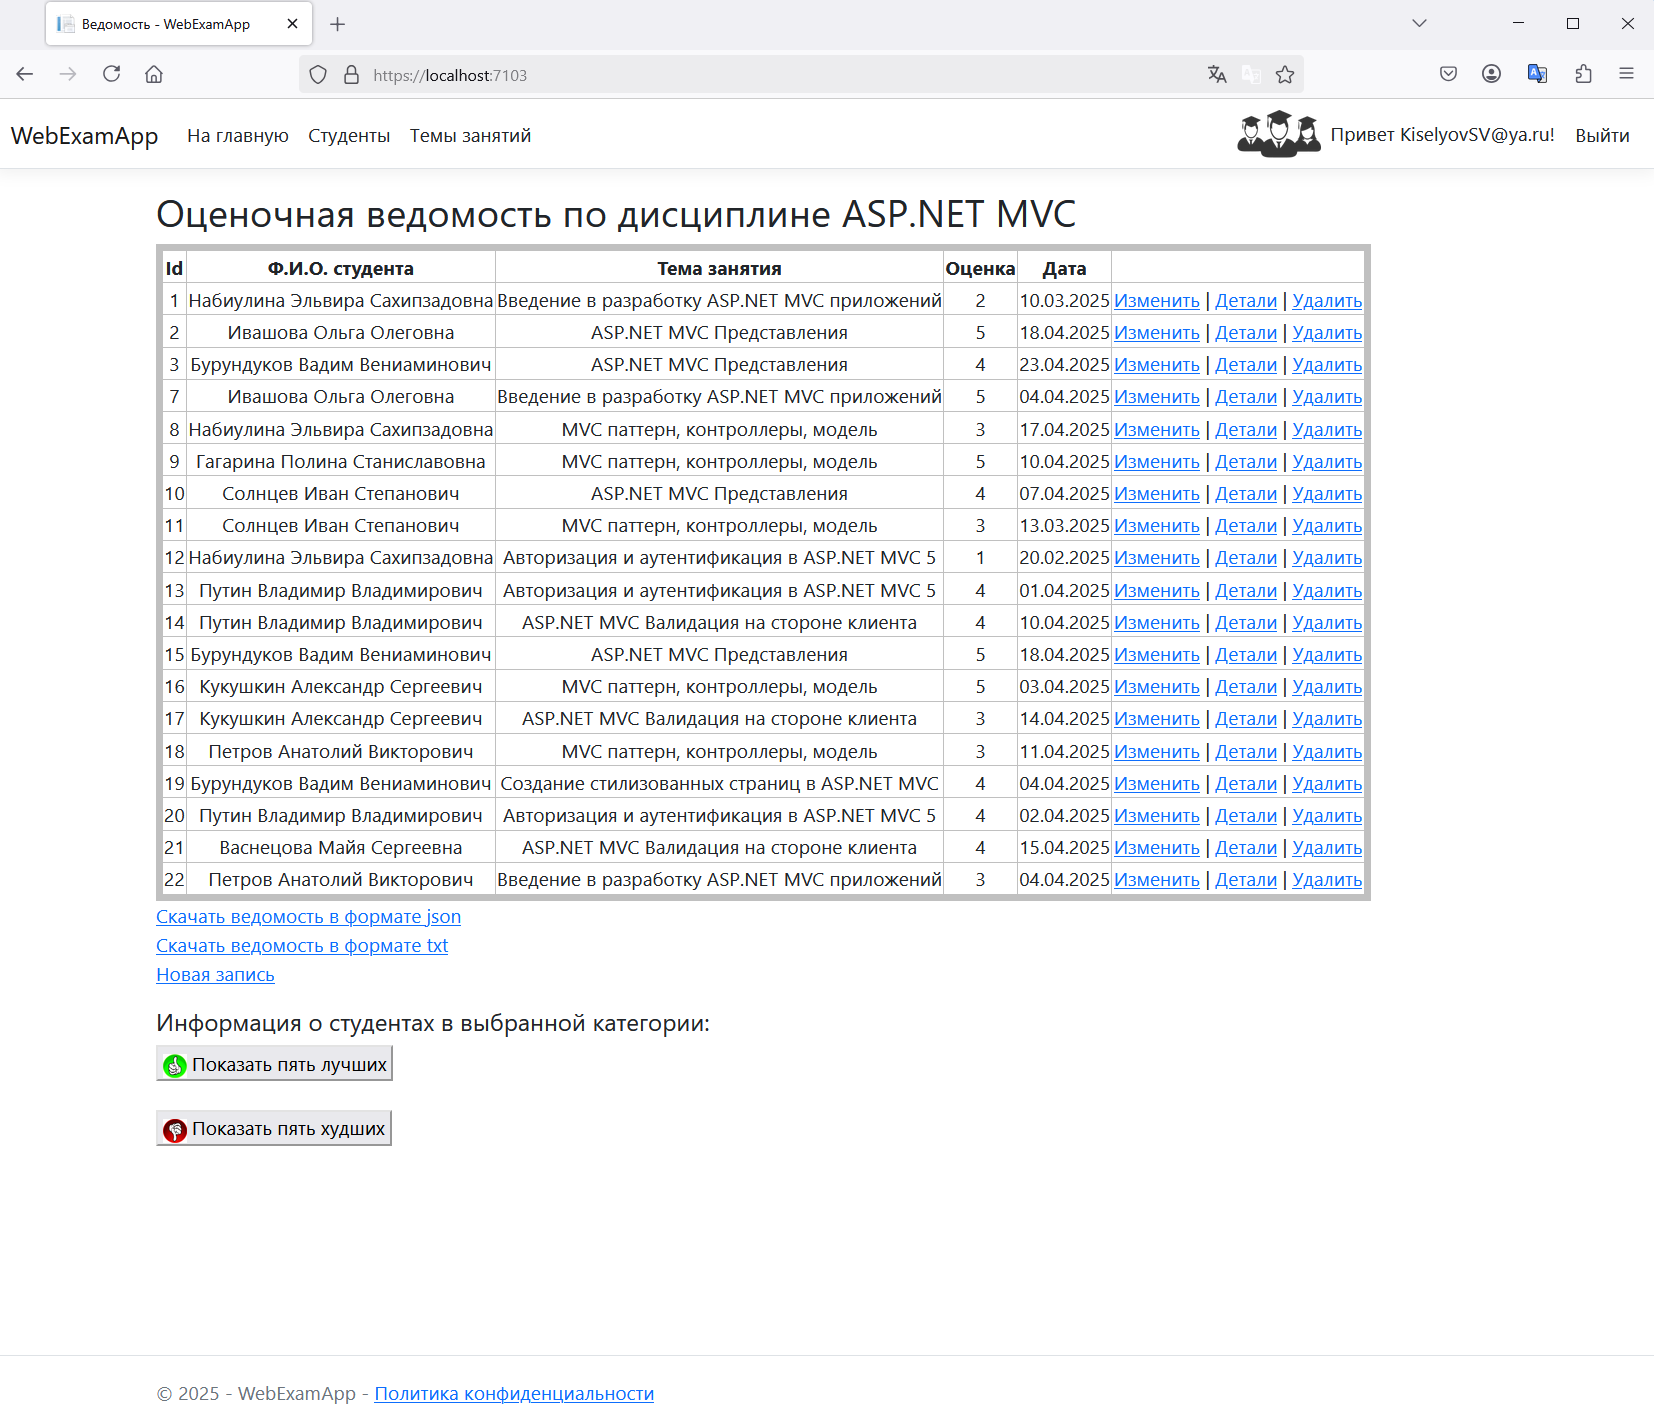 Ведомость - WebExamApp
https://localhost:7103
WebExamApp На главную Студенты Темы занятий Привет KiselyovSV@ya.ru! Выйти
Оценочная ведомость по дисциплине ASP.NET MVC
Id Ф.И.О. студента Тема занятия Оценка Дата
1 Набиулина Эльвира Сахипзадовна Введение в разработку ASP.NET MVC приложений 2 10.03.2025 Изменить | Детали | Удалить
2 Ивашова Ольга Олеговна ASP.NET MVC Представления 5 18.04.2025 Изменить | Детали | Удалить
3 Бурундуков Вадим Вениаминович ASP.NET MVC Представления 4 23.04.2025 Изменить | Детали | Удалить
7 Ивашова Ольга Олеговна Введение в разработку ASP.NET MVC приложений 5 04.04.2025 Изменить | Детали | Удалить
8 Набиулина Эльвира Сахипзадовна MVC паттерн, контроллеры, модель 3 17.04.2025 Изменить | Детали | Удалить
9 Гагарина Полина Станиславовна MVC паттерн, контроллеры, модель 5 10.04.2025 Изменить | Детали | Удалить
10 Солнцев Иван Степанович ASP.NET MVC Представления 4 07.04.2025 Изменить | Детали | Удалить
11 Солнцев Иван Степанович MVC паттерн, контроллеры, модель 3 13.03.2025 Изменить | Детали | Удалить
12 Набиулина Эльвира Сахипзадовна Авторизация и аутентификация в ASP.NET MVC 5 1 20.02.2025 Изменить | Детали | Удалить
13 Путин Владимир Владимирович Авторизация и аутентификация в ASP.NET MVC 5 4 01.04.2025 Изменить | Детали | Удалить
14 Путин Владимир Владимирович ASP.NET MVC Валидация на стороне клиента 4 10.04.2025 Изменить | Детали | Удалить
15 Бурундуков Вадим Вениаминович ASP.NET MVC Представления 5 18.04.2025 Изменить | Детали | Удалить
16 Кукушкин Александр Сергеевич MVC паттерн, контроллеры, модель 5 03.04.2025 Изменить | Детали | Удалить
17 Кукушкин Александр Сергеевич ASP.NET MVC Валидация на стороне клиента 3 14.04.2025 Изменить | Детали | Удалить
18 Петров Анатолий Викторович MVC паттерн, контроллеры, модель 3 11.04.2025 Изменить | Детали | Удалить
19 Бурундуков Вадим Вениаминович Создание стилизованных страниц в ASP.NET MVC 4 04.04.2025 Изменить | Детали | Удалить
20 Путин Владимир Владимирович Авторизация и аутентификация в ASP.NET MVC 5 4 02.04.2025 Изменить | Детали | Удалить
21 Васнецова Майя Сергеевна ASP.NET MVC Валидация на стороне клиента 4 15.04.2025 Изменить | Детали | Удалить
22 Петров Анатолий Викторович Введение в разработку ASP.NET MVC приложений 3 04.04.2025 Изменить | Детали | Удалить
Скачать ведомость в формате json
Скачать ведомость в формате txt
Новая запись
Информация о студентах в выбранной категории:
Показать пять лучших
Показать пять худших
© 2025 - WebExamApp - Политика конфиденциальности